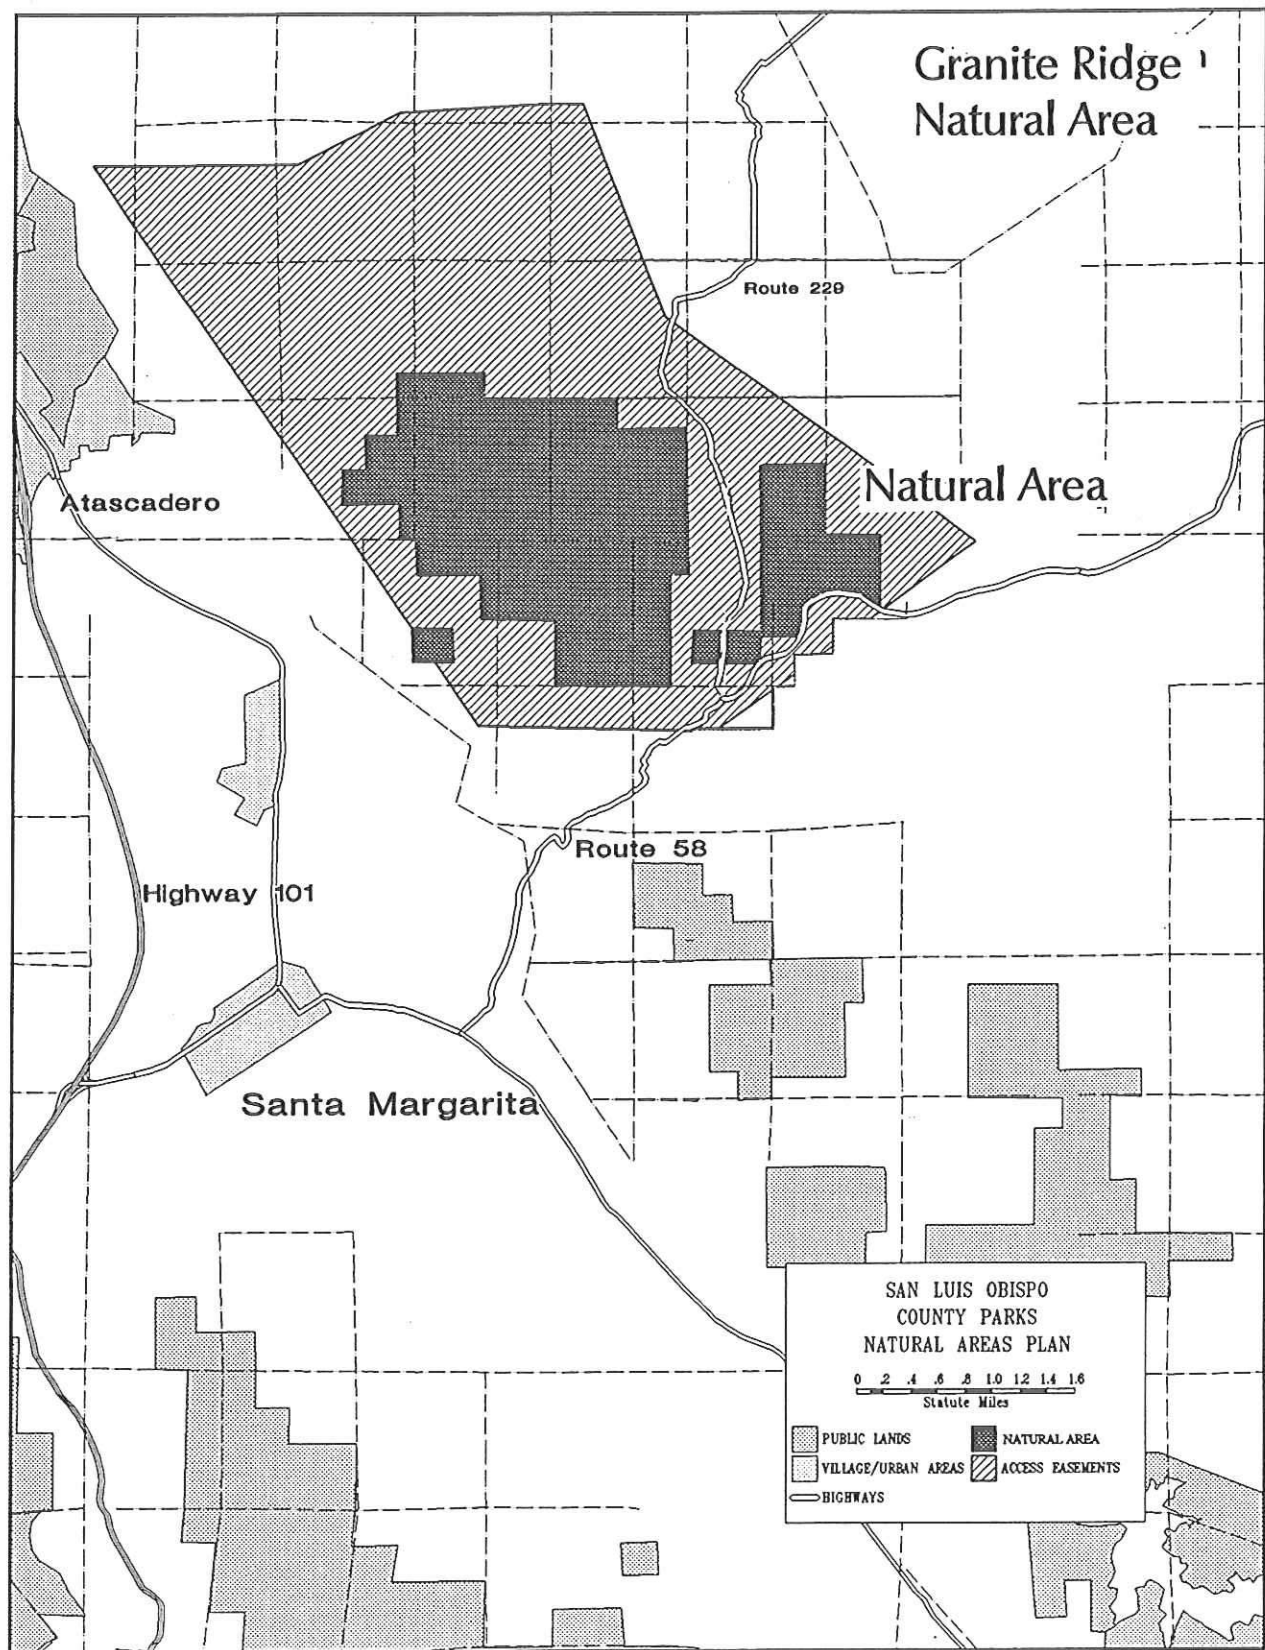 Granite Ridge
Natural Area
Route 229
Natural Area
Atascadero
Route 58
Highway 101
Santa Margarita
SAN LUIS OBISPO
COUNTY PARKS
NATURAL AREAS PLAN
0 .2 .4 .6 .8 1.0 1.2 1.4 1.6
Statute Miles
PUBLIC LANDS NATURAL AREA
VILLAGE/URBAN AREAS ACCESS EASEMENTS
HIGHWAYS